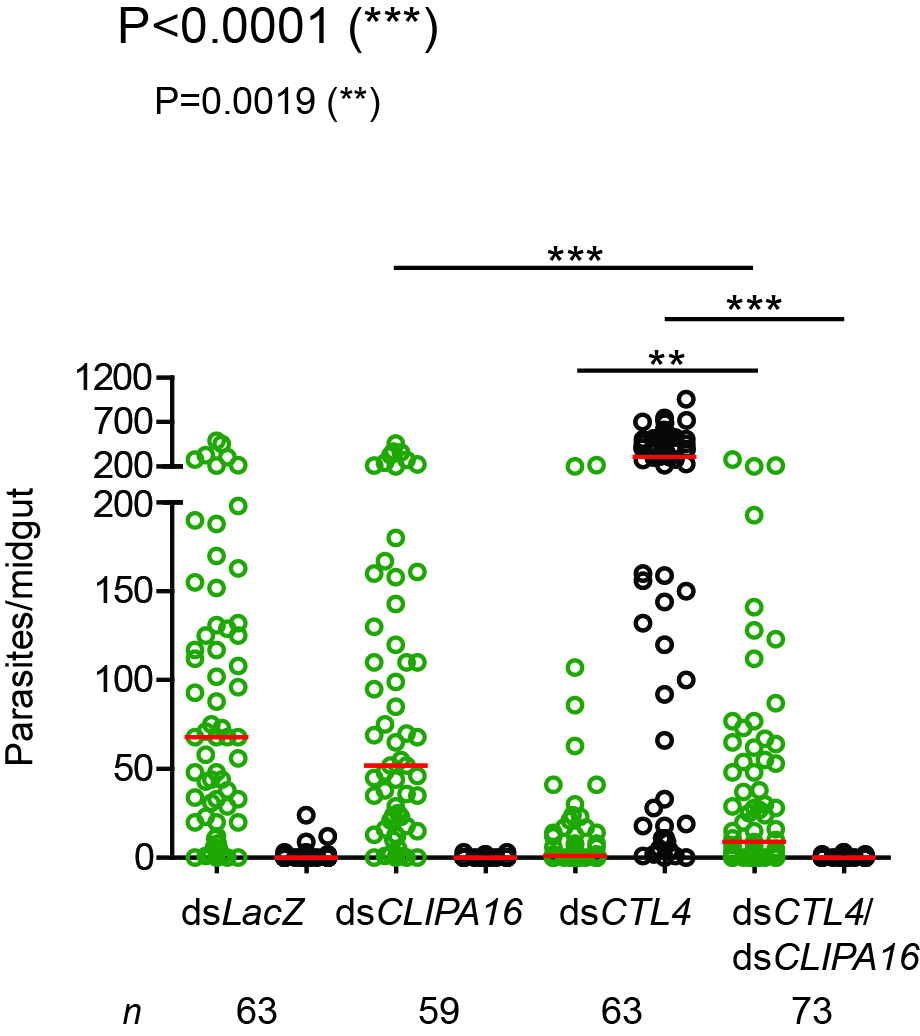 P<0.0001 (***)
P=0.0019 (**)
***
***
**
1200
700
200
200
150
100
50
0
Parasites/midgut
dsLacZ dsCLIPA16 dsCTL4 dsCTL4/
dsCLIPA16
n 63 59 63 73